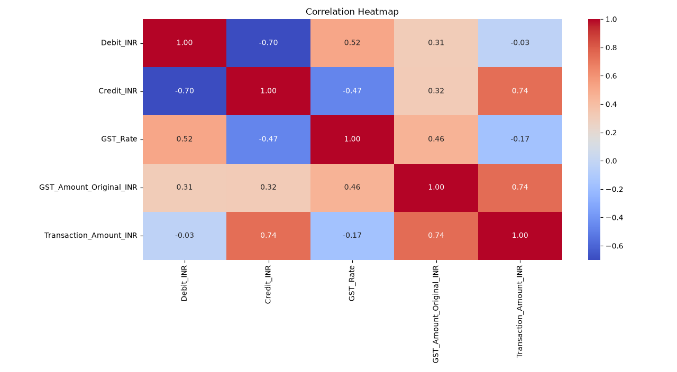 Correlation Heatmap
Debit_INR 1.00 -0.70 0.52 0.31 -0.03
Credit_INR -0.70 1.00 -0.47 0.32 0.74
GST_Rate 0.52 -0.47 1.00 0.46 -0.17
GST_Amount_Original_INR 0.31 0.32 0.46 1.00 0.74
Transaction_Amount_INR -0.03 0.74 -0.17 0.74 1.00
Debit_INR
Credit_INR
GST_Rate
GST_Amount_Original_INR
Transaction_Amount_INR
1.0
0.8
0.6
0.4
0.2
0.0
−0.2
−0.4
−0.6